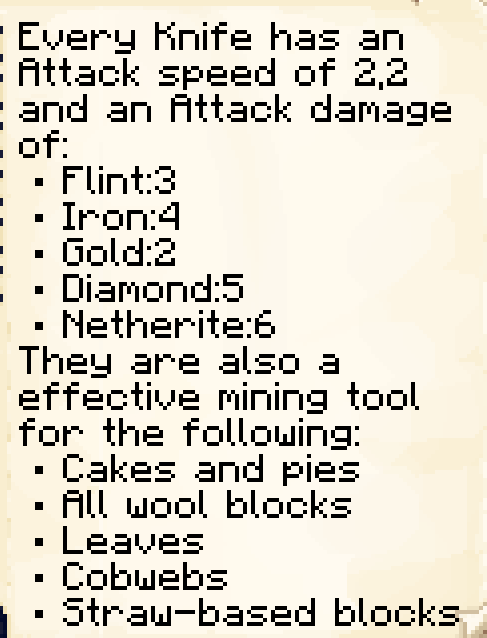 Every Knife has an
Attack speed of 2,2
and an Attack damage
of:
▪ Flint:3
▪ Iron:4
▪ Gold:2
▪ Diamond:5
▪ Netherite:6
They are also a
effective mining tool
for the following:
▪ Cakes and pies
▪ All wool blocks
▪ Leaves
▪ Cobwebs
▪ Straw-based blocks